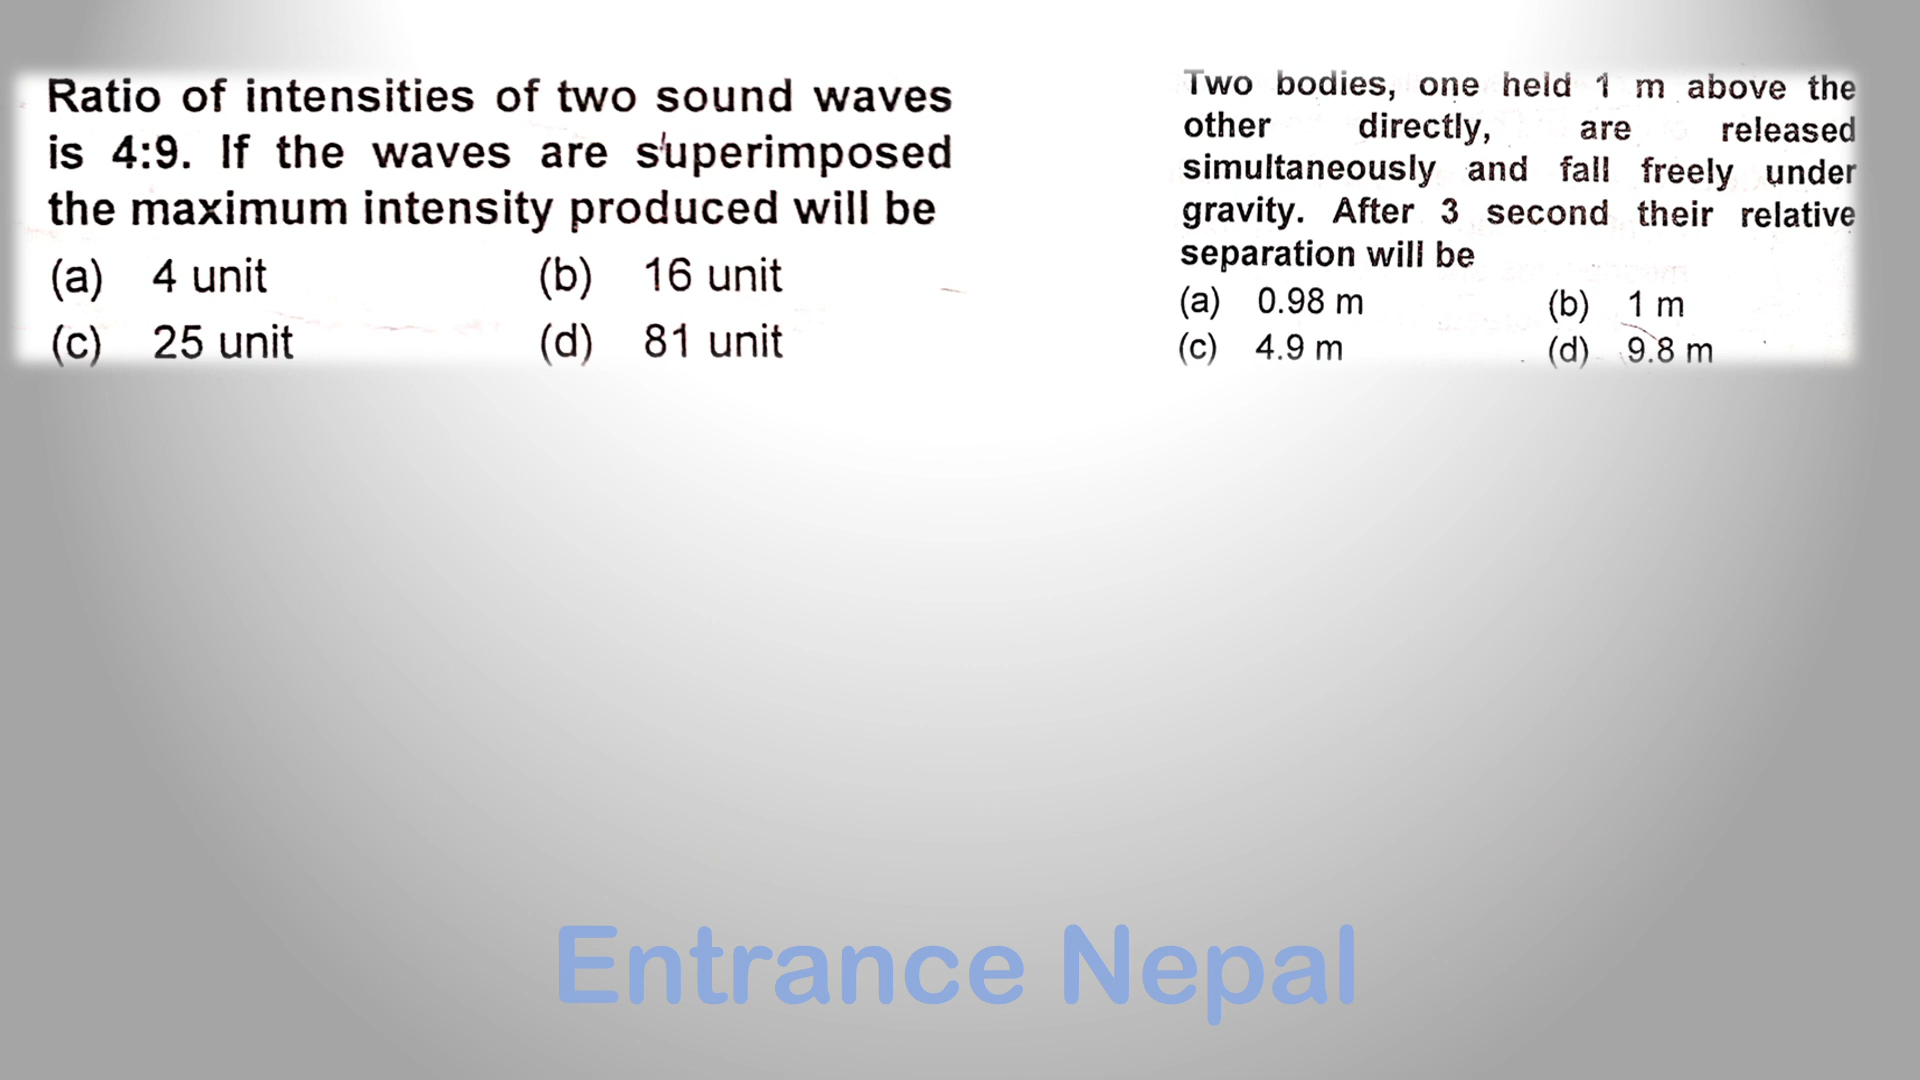 Ratio of intensities of two sound waves
is 4:9. If the waves are superimposed
the maximum intensity produced will be
(a) 4 unit (b) 16 unit
(c) 25 unit (d) 81 unit
Two bodies, one held 1 m above the
other directly, are released
simultaneously and fall freely under
gravity. After 3 second their relative
separation will be
(a) 0.98 m (b) 1 m
(c) 4.9 m (d) 9.8 m
Entrance Nepal